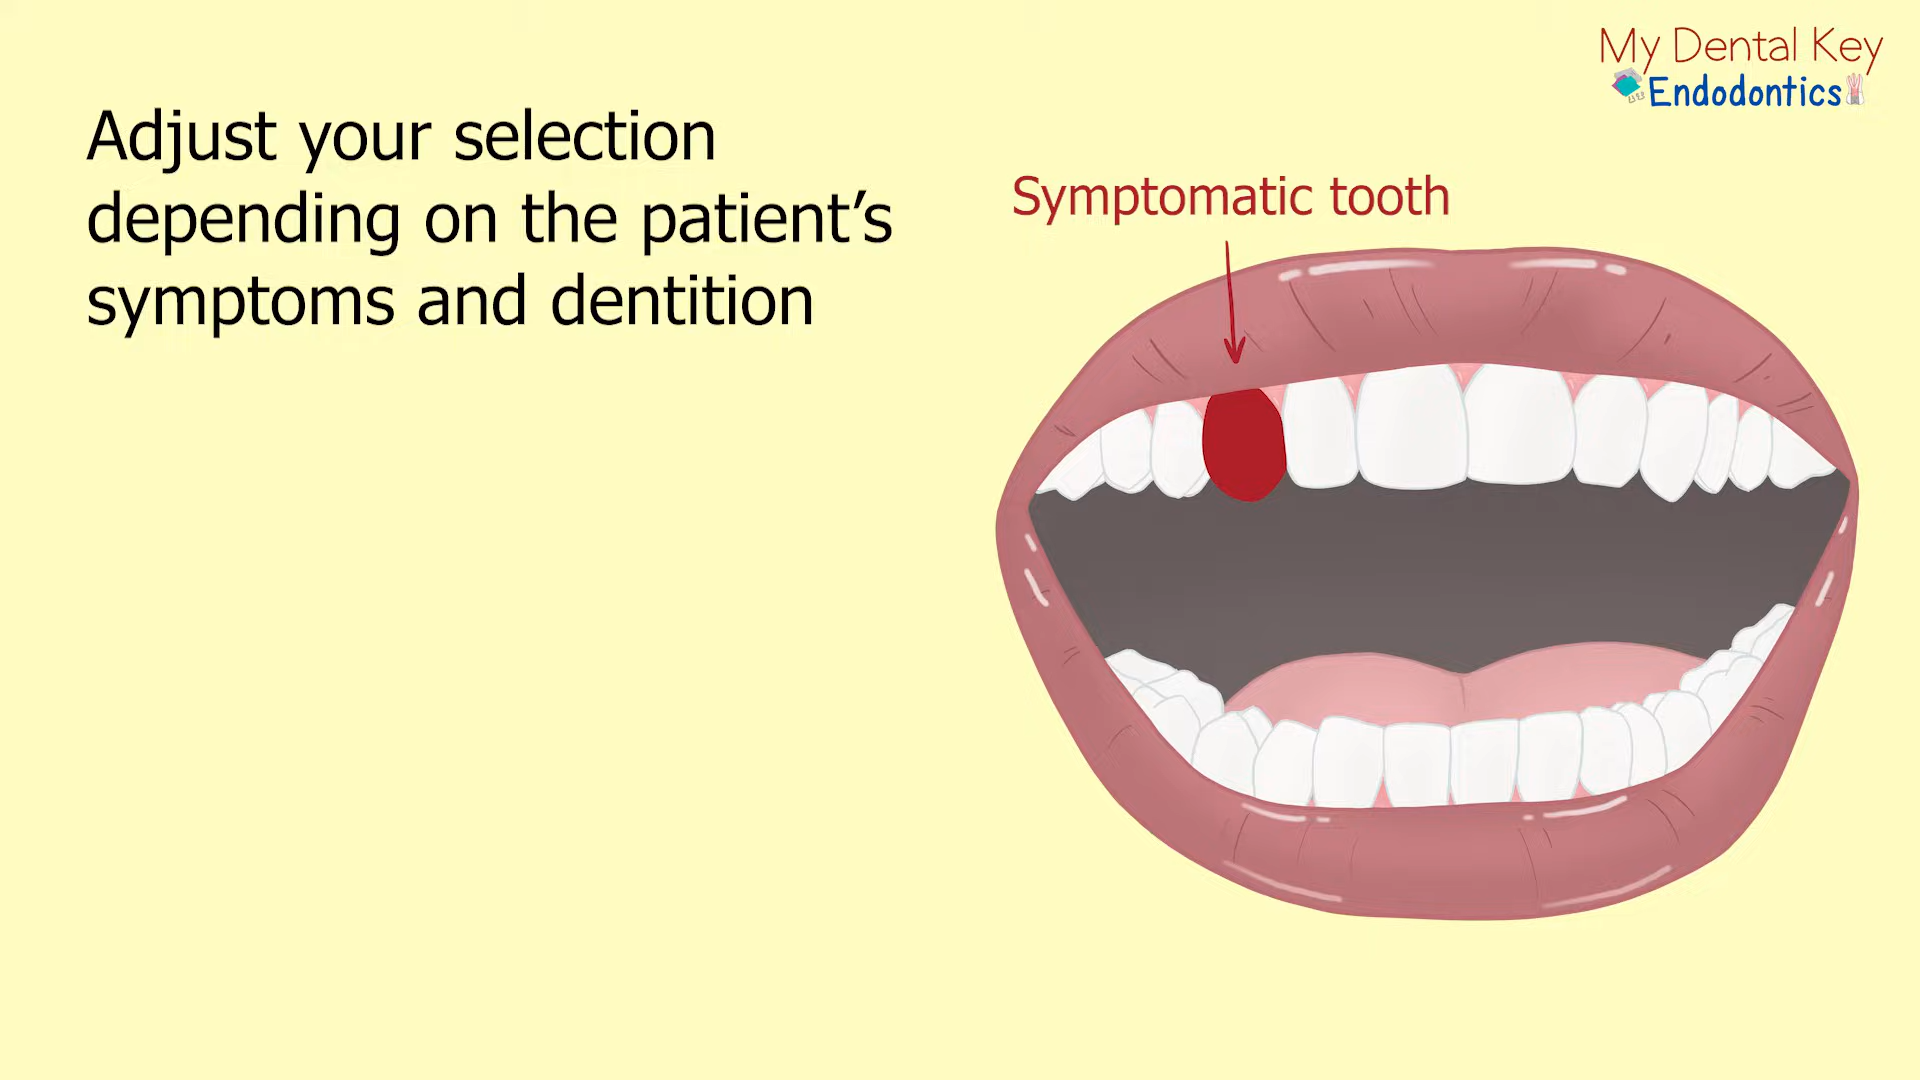 My Dental Key
Endodontics
Adjust your selection
depending on the patient’s
symptoms and dentition
Symptomatic tooth